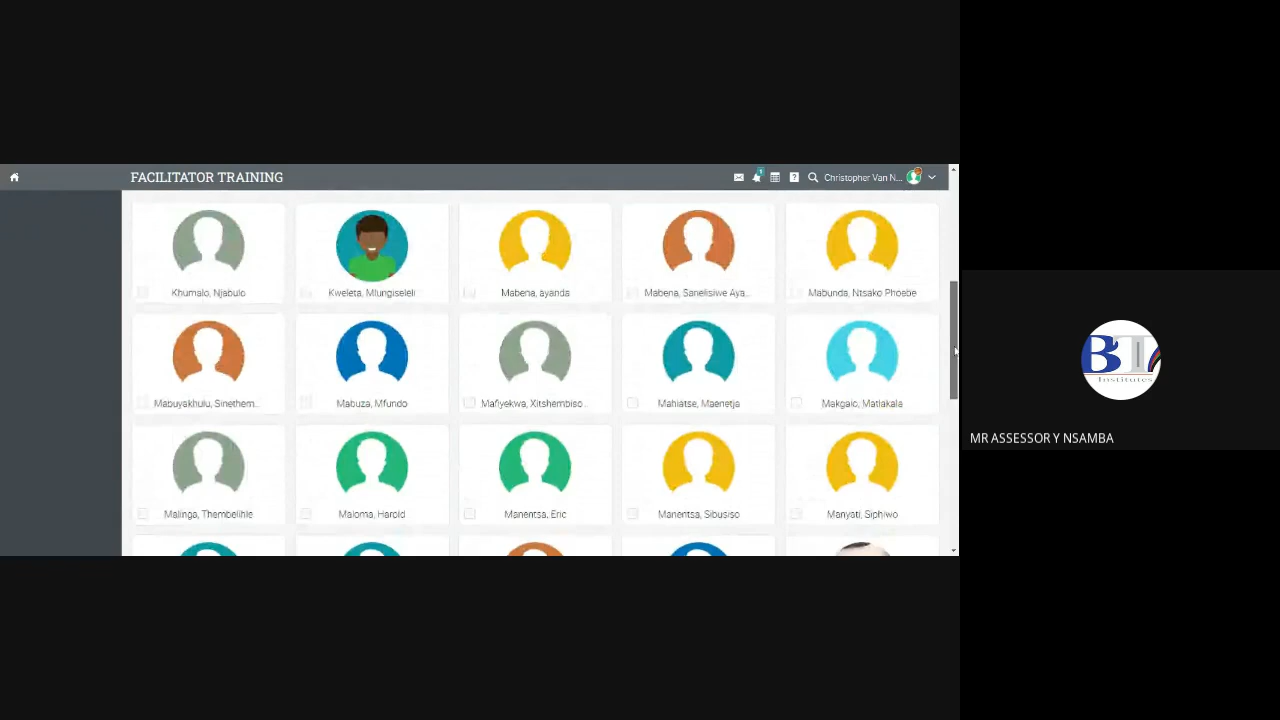 FACILITATOR TRAINING
Christopher Van N...
Khumalo, Njabulo
Kweleta, Mlungiseleli
Mabena, ayanda
Mabena, Sanelisiwe Aya...
Mabunda, Ntsako Phoebe
Mabuyakhulu, Sinethem...
Mabuza, Mfundo
Mafiyekwa, Xitshembiso...
Mahlatse, Maenetja
Makgalo, Matlakala
Malinga, Thembelihle
Maloma, Harold
Manentsa, Eric
Manentsa, Sibusiso
Manyati, Siphiwo
BTI
Institutes
MR ASSESSOR Y NSAMBA